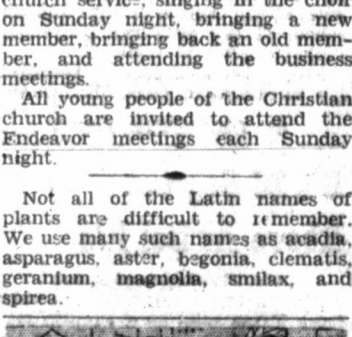 church service, singing in the choir
on Sunday night, bringing a new
member, bringing back an old mem-
ber, and attending the business
meetings.
All young people of the Christian
church are invited to attend the
Endeavor meetings each Sunday
night.
Not all of the Latin names of
plants are difficult to remember.
We use many such names as acadia,
asparagus, aster, begonia, clematis,
geranium, magnolia, smilax, and
spirea.